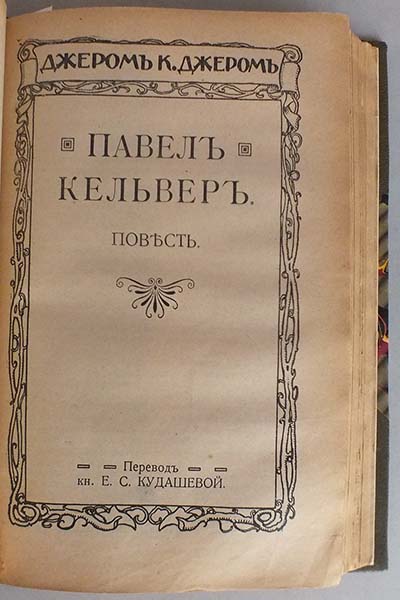 ДЖЕРОМЪ К. ДЖЕРОМЪ
ПАВЕЛЪ
КЕЛЬВЕРЪ.
ПОВѢСТЬ.
Переводъ
кн. Е. С. КУДАШЕВОЙ.